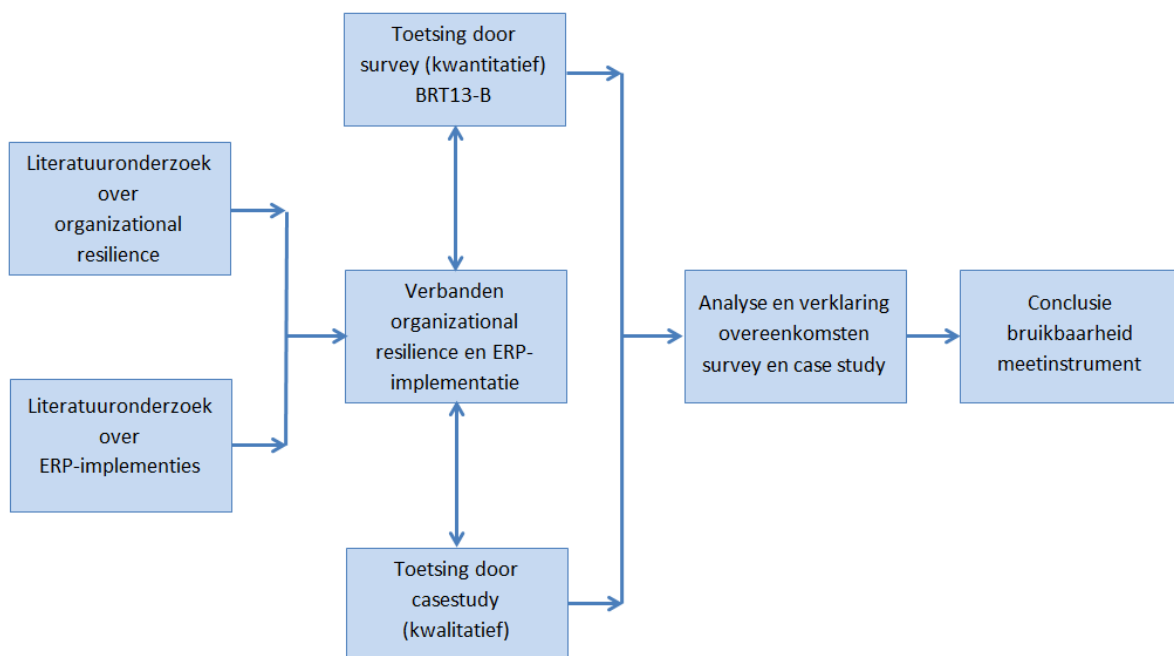 Literatuuronderzoek
over
organizational
resilience
Literatuuronderzoek
over
ERP-implementies
Toetsing door
survey (kwantitatief)
BRT13-B
Verbanden
organizational
resilience en ERP-
implementatie
Toetsing door
casestudy
(kwalitatief)
Analyse en verklaring
overeenkomsten
survey en case study
Conclusie
bruikbaarheid
meetinstrument